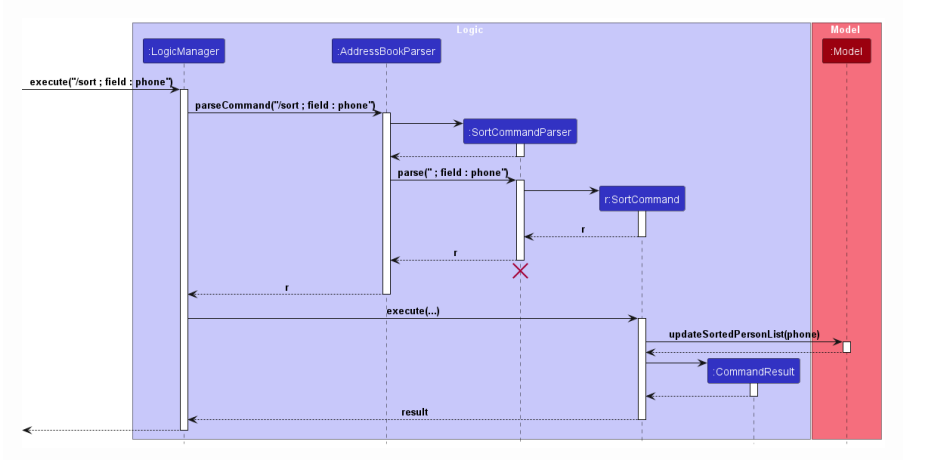 Logic
Model
:LogicManager
:AddressBookParser
:Model
execute("/sort ; field : phone")
parseCommand("/sort ; field : phone")
:SortCommandParser
parse(" ; field : phone")
r:SortCommand
r
r
r
execute(...)
updateSortedPersonList(phone)
:CommandResult
result